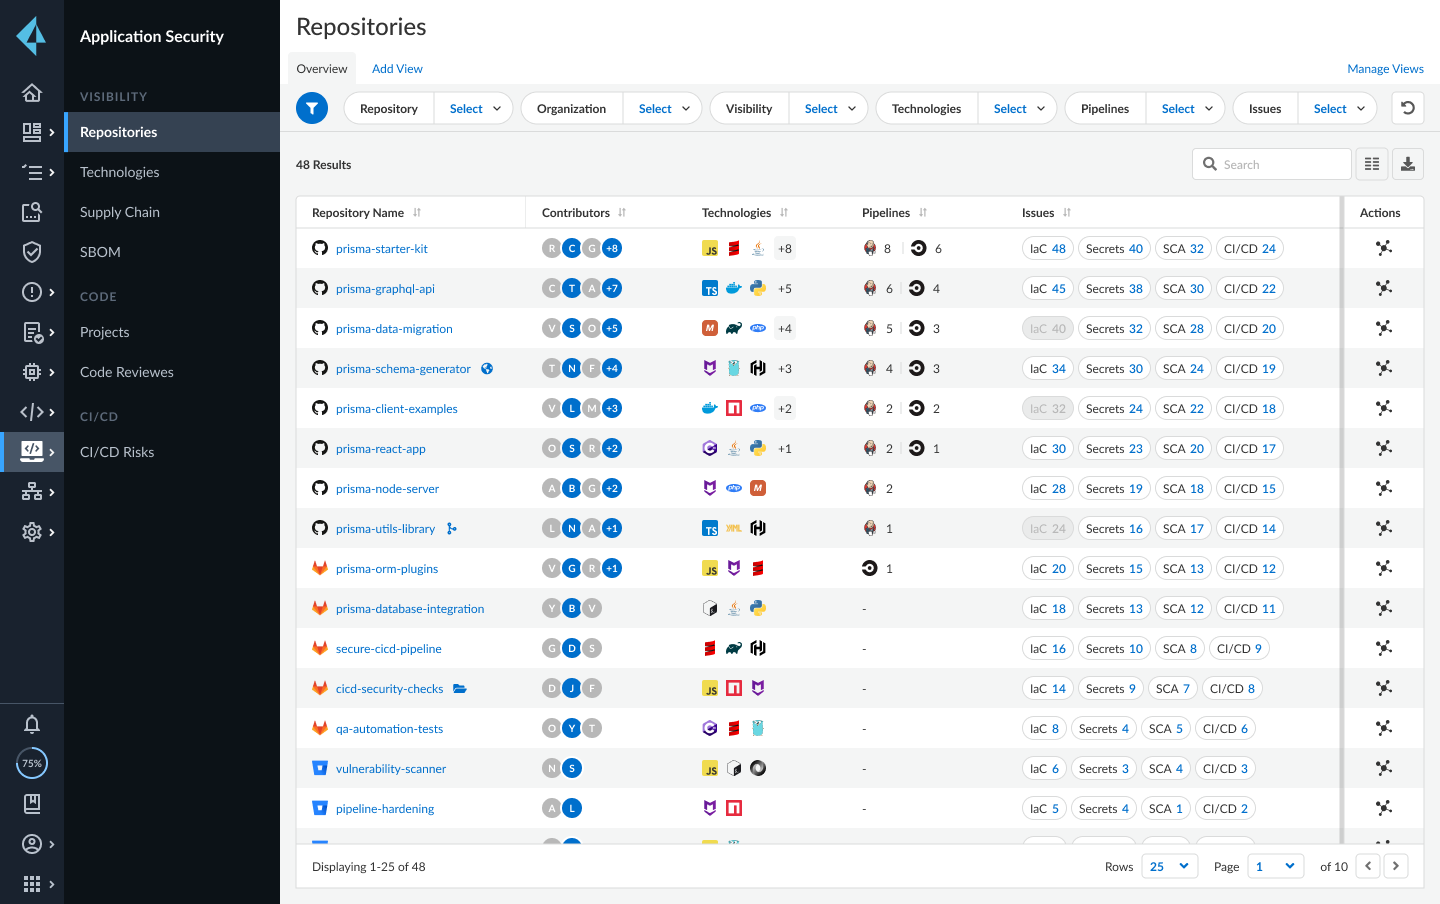 Application Security
VISIBILITY
Repositories
Technologies
Supply Chain
SBOM
CODE
Projects
Code Reviewes
CI/CD
CI/CD Risks
75%
Repositories
Overview Add View Manage Views
Repository Select Organization Select Visibility Select Technologies Select Pipelines Select Issues Select
48 Results Search
Repository Name Contributors Technologies Pipelines Issues Actions
prisma-starter-kit R C G +8 JS +8 8 6 IaC 48 Secrets 40 SCA 32 CI/CD 24
prisma-graphql-api C T A +7 TS +5 6 4 IaC 45 Secrets 38 SCA 30 CI/CD 22
prisma-data-migration V S O +5 M php +4 5 3 IaC 40 Secrets 32 SCA 28 CI/CD 20
prisma-schema-generator T N F +4 +3 4 3 IaC 34 Secrets 30 SCA 24 CI/CD 19
prisma-client-examples V L M +3 php +2 2 2 IaC 32 Secrets 24 SCA 22 CI/CD 18
prisma-react-app O S R +2 +1 2 1 IaC 30 Secrets 23 SCA 20 CI/CD 17
prisma-node-server A B G +2 php M 2 IaC 28 Secrets 19 SCA 18 CI/CD 15
prisma-utils-library L N A +1 TS YAML 1 IaC 24 Secrets 16 SCA 17 CI/CD 14
prisma-orm-plugins V G R +1 JS 1 IaC 20 Secrets 15 SCA 13 CI/CD 12
prisma-database-integration Y B V - IaC 18 Secrets 13 SCA 12 CI/CD 11
secure-cicd-pipeline G D S - IaC 16 Secrets 10 SCA 8 CI/CD 9
cicd-security-checks D J F JS - IaC 14 Secrets 9 SCA 7 CI/CD 8
qa-automation-tests O Y T - IaC 8 Secrets 4 SCA 5 CI/CD 6
vulnerability-scanner N S JS - IaC 6 Secrets 3 SCA 4 CI/CD 3
pipeline-hardening A L - IaC 5 Secrets 4 SCA 1 CI/CD 2
Displaying 1-25 of 48 Rows 25 Page 1 of 10